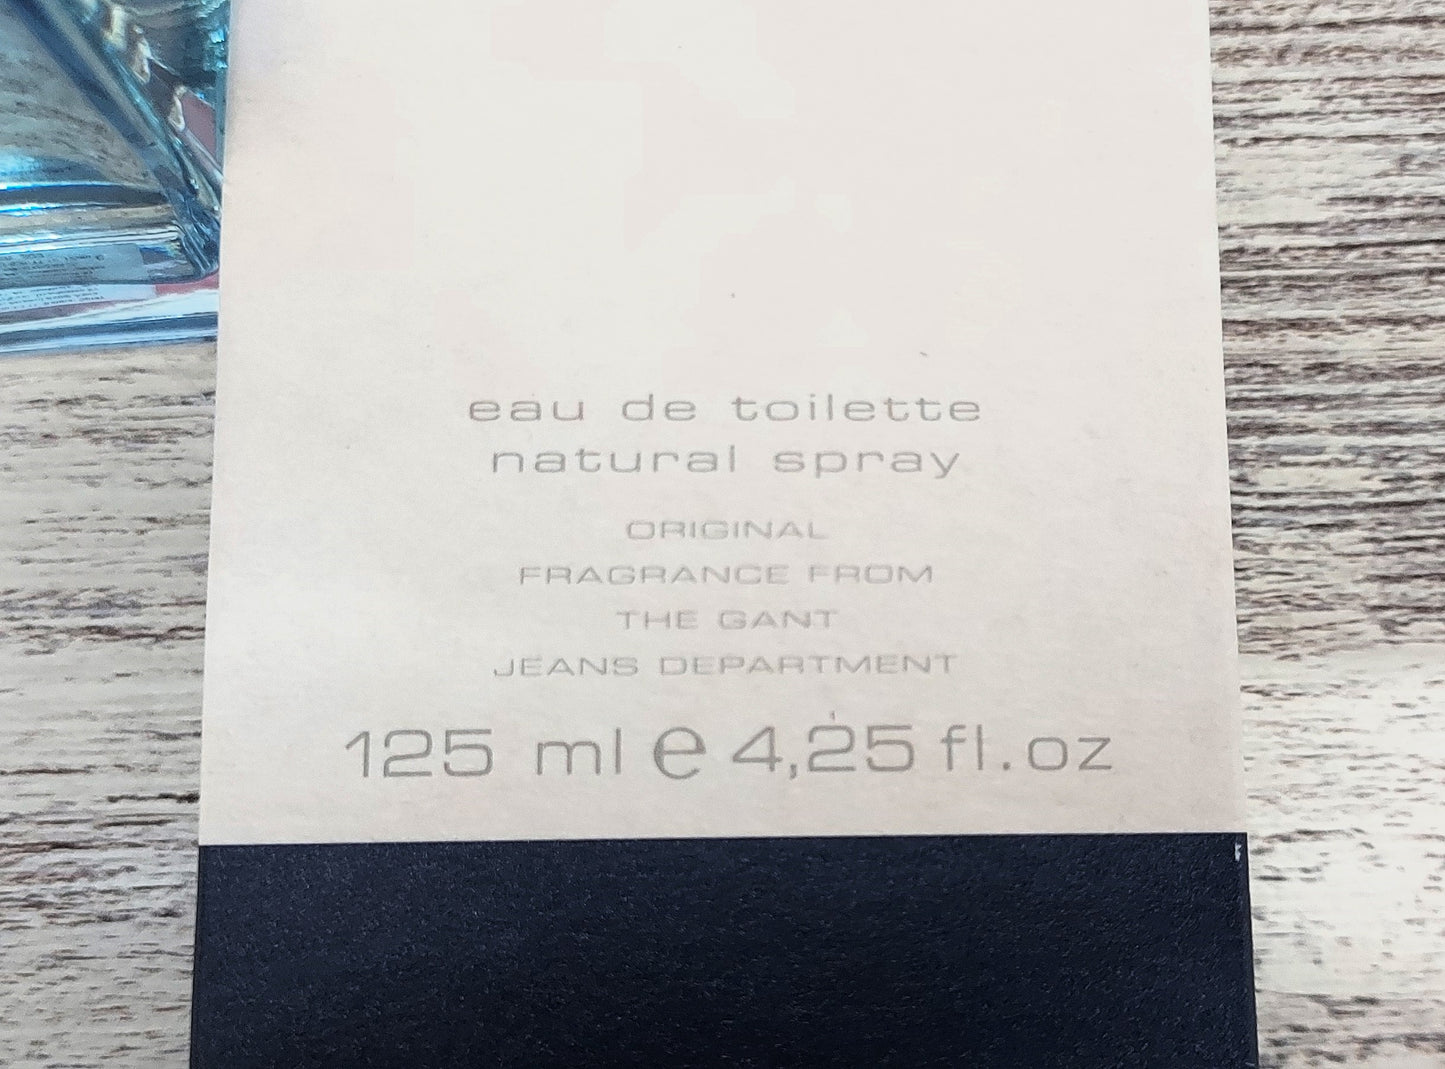 eau de toilette
natural spray
ORIGINAL
FRAGRANCE FROM
THE GANT
JEANS DEPARTMENT
125 ml e 4,25 fl.oz